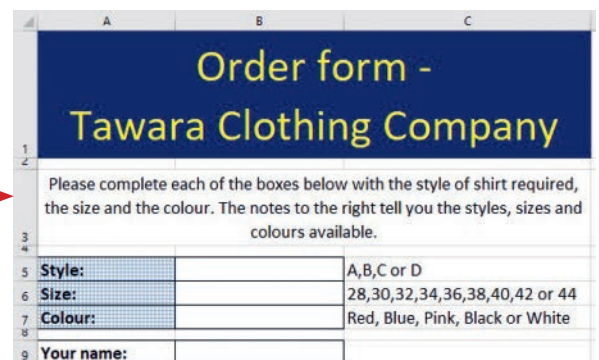 A B C
1 Order form -
Tawara Clothing Company
2
3 Please complete each of the boxes below with the style of shirt required,
the size and the colour. The notes to the right tell you the styles, sizes and
colours available.
4
5 Style: A,B,C or D
6 Size: 28,30,32,34,36,38,40,42 or 44
7 Colour: Red, Blue, Pink, Black or White
8
9 Your name: